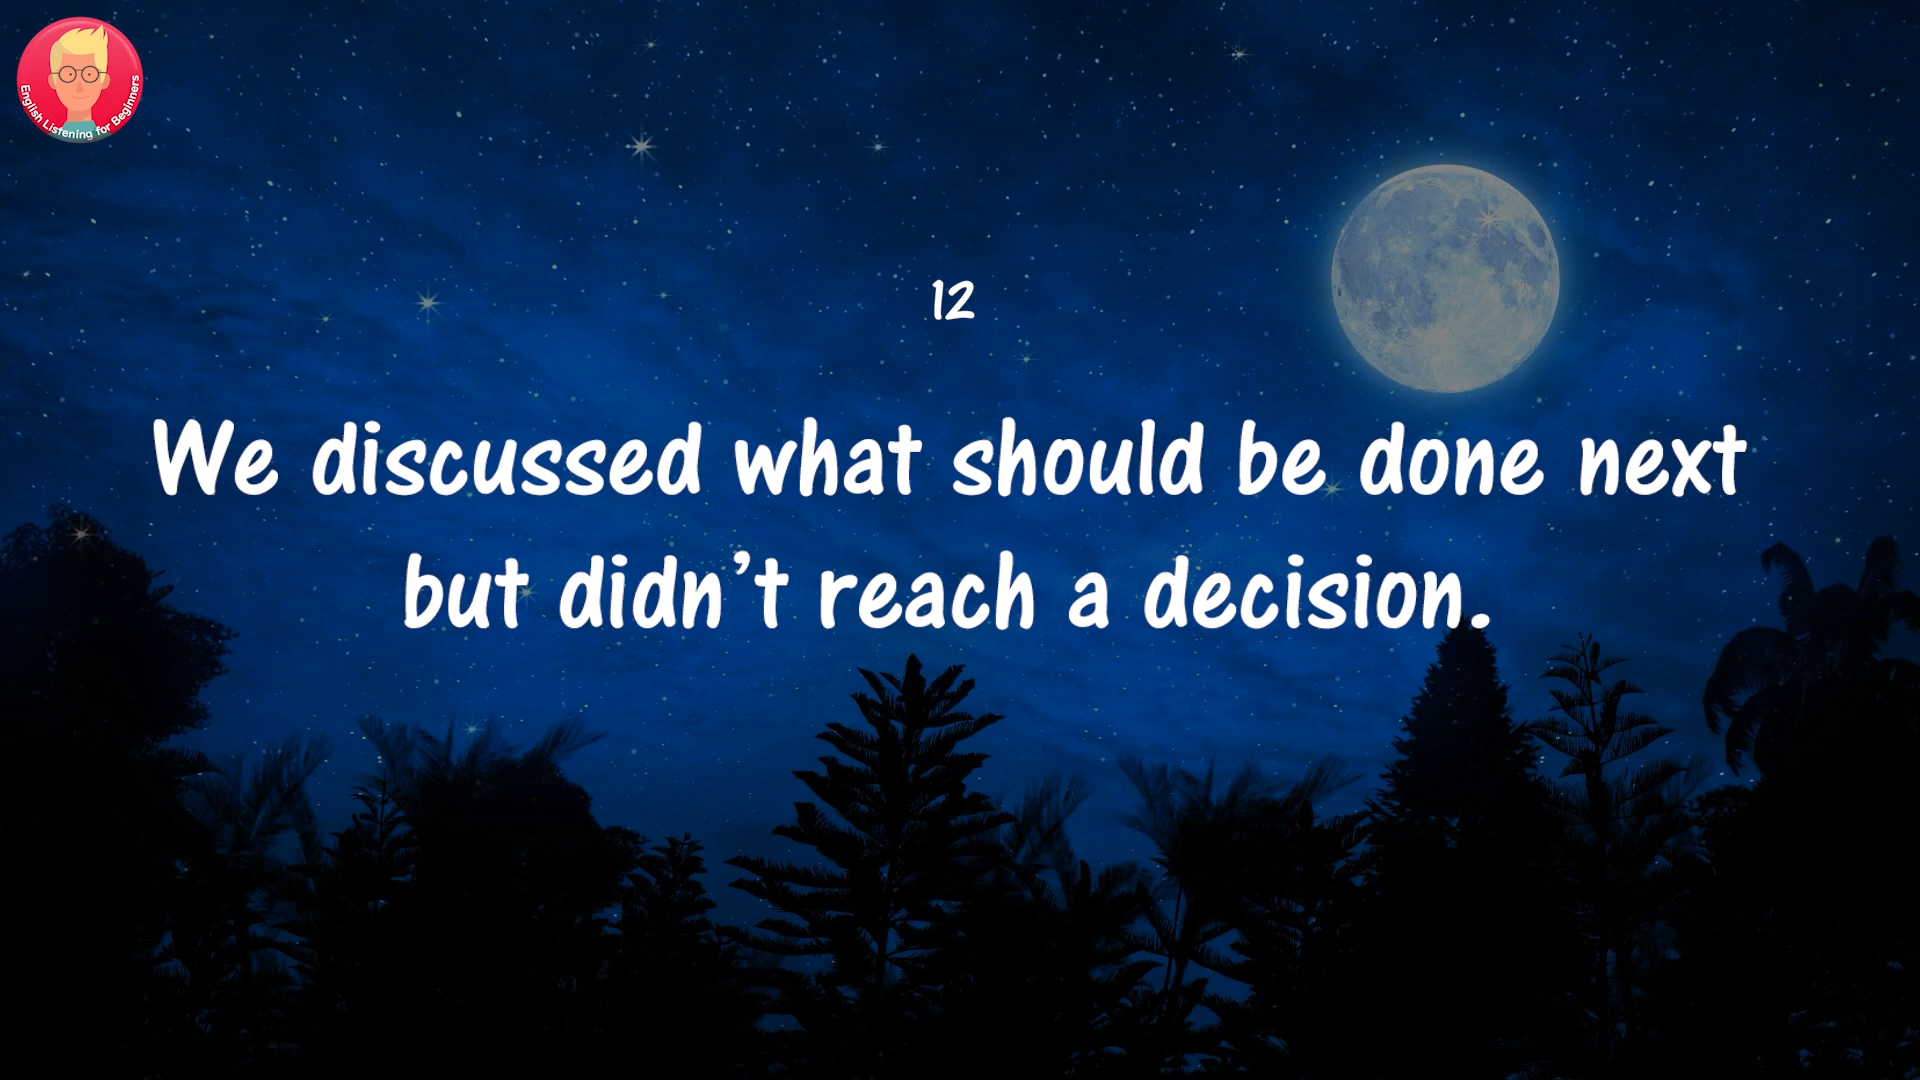 English Listening for Beginners
12
We discussed what should be done next
but didn’t reach a decision.